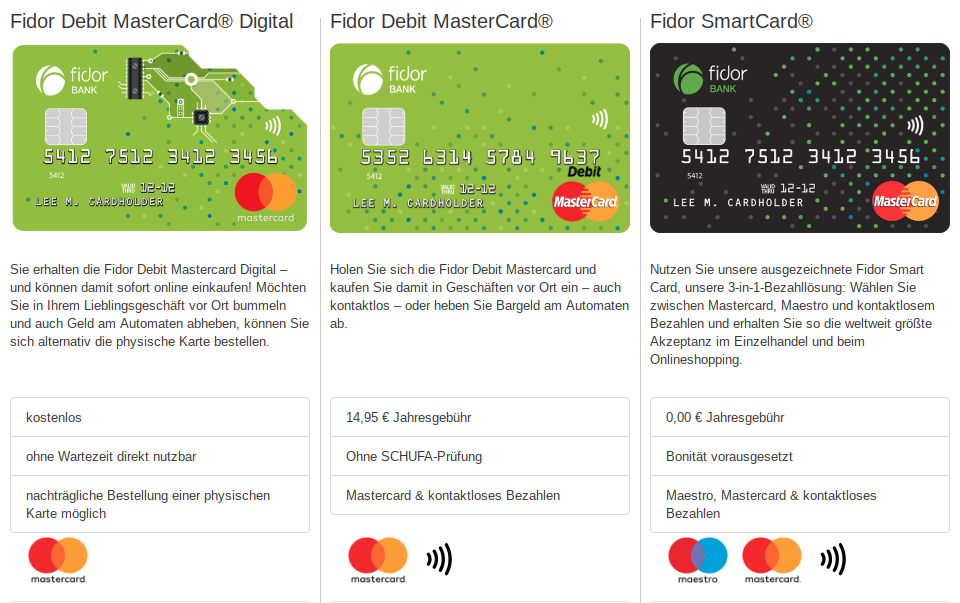 Fidor Debit MasterCard® Digital
fidor
BANK
5412 7512 3412 3456
5412
VALID THRU 12-12
LEE M. CARDHOLDER
mastercard
Sie erhalten die Fidor Debit Mastercard Digital –
und können damit sofort online einkaufen! Möchten
Sie in Ihrem Lieblingsgeschäft vor Ort bummeln
und auch Geld am Automaten abheben, können Sie
sich alternativ die physische Karte bestellen.
kostenlos
ohne Wartezeit direkt nutzbar
nachträgliche Bestellung einer physischen
Karte möglich
mastercard.
Fidor Debit MasterCard®
fidor
BANK
5352 6314 5784 9637
5412
Debit
VALID THRU 12-12
LEE M. CARDHOLDER
MasterCard
Holen Sie sich die Fidor Debit Mastercard und
kaufen Sie damit in Geschäften vor Ort ein – auch
kontaktlos – oder heben Sie Bargeld am Automaten
ab.
14,95 € Jahresgebühr
Ohne SCHUFA-Prüfung
Mastercard & kontaktloses Bezahlen
mastercard.
Fidor SmartCard®
fidor
BANK
5412 7512 3412 3456
5412
VALID THRU 12-12
LEE M. CARDHOLDER
MasterCard
Nutzen Sie unsere ausgezeichnete Fidor Smart
Card, unsere 3-in-1-Bezahllösung: Wählen Sie
zwischen Mastercard, Maestro und kontaktlosem
Bezahlen und erhalten Sie so die weltweit größte
Akzeptanz im Einzelhandel und beim
Onlineshopping.
0,00 € Jahresgebühr
Bonität vorausgesetzt
Maestro, Mastercard & kontaktloses
Bezahlen
maestro.
mastercard.